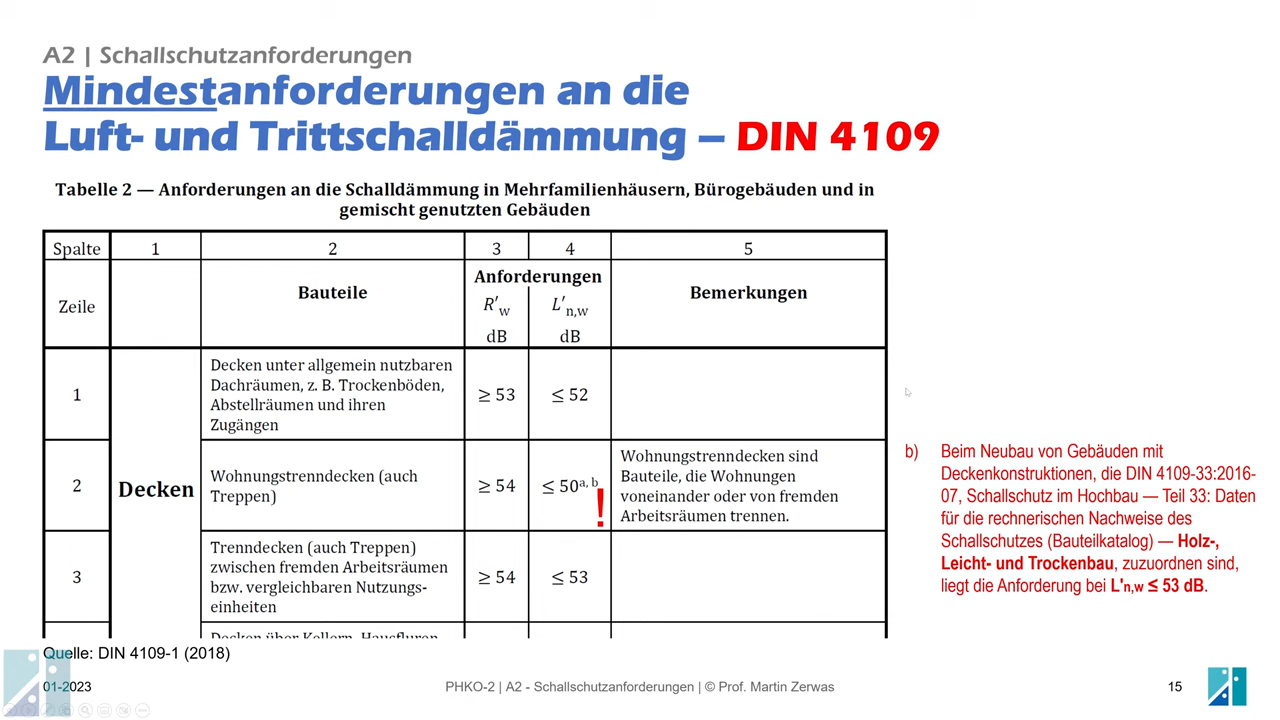 A2 | Schallschutzanforderungen
Mindestanforderungen an die
Luft- und Trittschalldämmung – DIN 4109
Tabelle 2 — Anforderungen an die Schalldämmung in Mehrfamilienhäusern, Bürogebäuden und in
gemischt genutzten Gebäuden
Spalte 1 2 3 4 5
Zeile Bauteile Anforderungen Bemerkungen
R′w L′n,w
dB dB
Decken
1 Decken unter allgemein nutzbaren
Dachräumen, z. B. Trockenböden,
Abstellräumen und ihren
Zugängen
≥ 53 ≤ 52
2 Wohnungstrenndecken (auch
Treppen)
≥ 54 ≤ 50a, b
!
Wohnungstrenndecken sind
Bauteile, die Wohnungen
voneinander oder von fremden
Arbeitsräumen trennen.
3 Trenndecken (auch Treppen)
zwischen fremden Arbeitsräumen
bzw. vergleichbaren Nutzungs-
einheiten
≥ 54 ≤ 53
Decken über Kellern, Hausfluren
b) Beim Neubau von Gebäuden mit
Deckenkonstruktionen, die DIN 4109-33:2016-
07, Schallschutz im Hochbau — Teil 33: Daten
für die rechnerischen Nachweise des
Schallschutzes (Bauteilkatalog) — Holz-,
Leicht- und Trockenbau, zuzuordnen sind,
liegt die Anforderung bei L'n,w ≤ 53 dB.
Quelle: DIN 4109-1 (2018)
01-2023 PHKO-2 | A2 - Schallschutzanforderungen | © Prof. Martin Zerwas 15